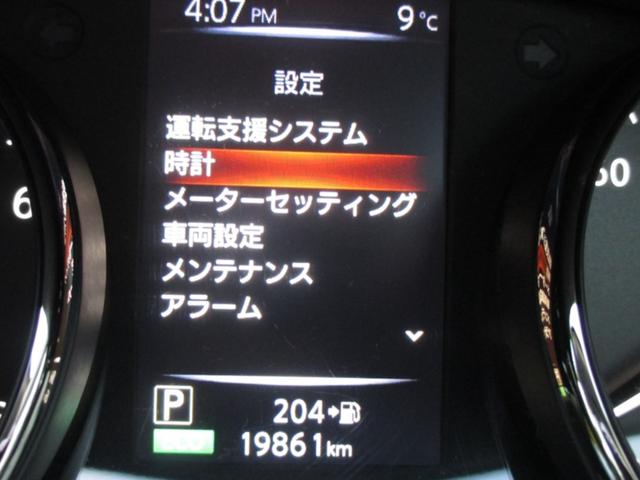 4:07 PM 9°C
設定
運転支援システム
時計
メーターセッティング
車両設定
メンテナンス
アラーム
6
P 204
ECO 19861km